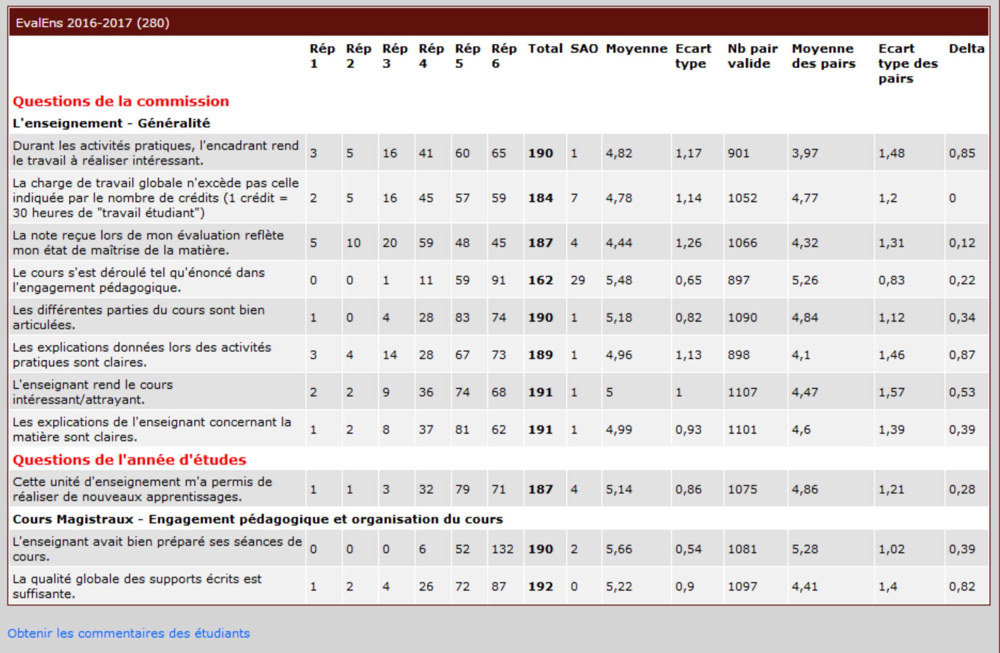 EvalEns 2016-2017 (280)
Rép 1 Rép 2 Rép 3 Rép 4 Rép 5 Rép 6 Total SAO Moyenne Ecart type Nb pair valide Moyenne des pairs Ecart type des pairs Delta
Questions de la commission
L'enseignement - Généralité
Durant les activités pratiques, l'encadrant rend
le travail à réaliser intéressant.
3 5 16 41 60 65 190 1 4,82 1,17 901 3,97 1,48 0,85
La charge de travail globale n'excède pas celle
indiquée par le nombre de crédits (1 crédit =
30 heures de "travail étudiant")
2 5 16 45 57 59 184 7 4,78 1,14 1052 4,77 1,2 0
La note reçue lors de mon évaluation reflète
mon état de maîtrise de la matière.
5 10 20 59 48 45 187 4 4,44 1,26 1066 4,32 1,31 0,12
Le cours s'est déroulé tel qu'énoncé dans
l'engagement pédagogique.
0 0 1 11 59 91 162 29 5,48 0,65 897 5,26 0,83 0,22
Les différentes parties du cours sont bien
articulées.
1 0 4 28 83 74 190 1 5,18 0,82 1090 4,84 1,12 0,34
Les explications données lors des activités
pratiques sont claires.
3 4 14 28 67 73 189 1 4,96 1,13 898 4,1 1,46 0,87
L'enseignant rend le cours
intéressant/attrayant.
2 2 9 36 74 68 191 1 5 1 1107 4,47 1,57 0,53
Les explications de l'enseignant concernant la
matière sont claires.
1 2 8 37 81 62 191 1 4,99 0,93 1101 4,6 1,39 0,39
Questions de l'année d'études
Cette unité d'enseignement m'a permis de
réaliser de nouveaux apprentissages.
1 1 3 32 79 71 187 4 5,14 0,86 1075 4,86 1,21 0,28
Cours Magistraux - Engagement pédagogique et organisation du cours
L'enseignant avait bien préparé ses séances de
cours.
0 0 0 6 52 132 190 2 5,66 0,54 1081 5,28 1,02 0,39
La qualité globale des supports écrits est
suffisante.
1 2 4 26 72 87 192 0 5,22 0,9 1097 4,41 1,4 0,82
Obtenir les commentaires des étudiants